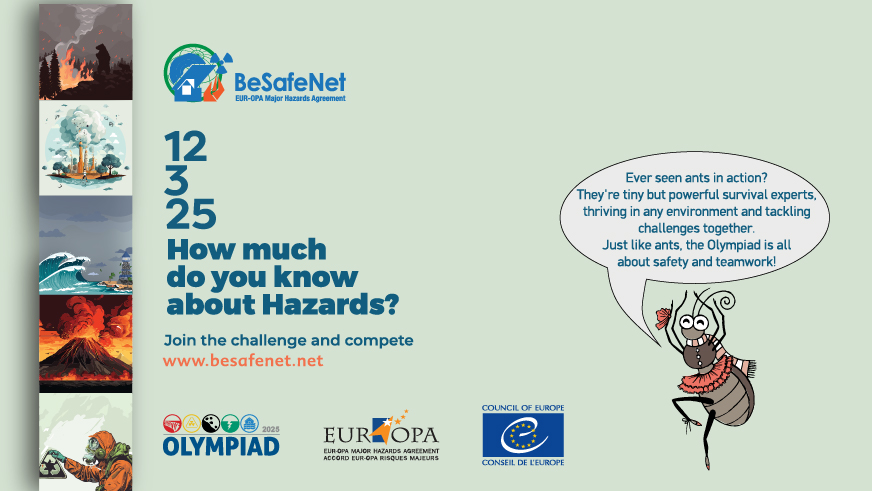 BeSafeNet
EUR-OPA Major Hazards Agreement
12
3
25
How much
do you know
about Hazards?
Join the challenge and compete
www.besafenet.net
Ever seen ants in action?
They're tiny but powerful survival experts,
thriving in any environment and tackling
challenges together.
Just like ants, the Olympiad is all
about safety and teamwork!
2025
OLYMPIAD
EUR OPA
EUR-OPA MAJOR HAZARDS AGREEMENT
ACCORD EUR-OPA RISQUES MAJEURS
COUNCIL OF EUROPE
CONSEIL DE L'EUROPE